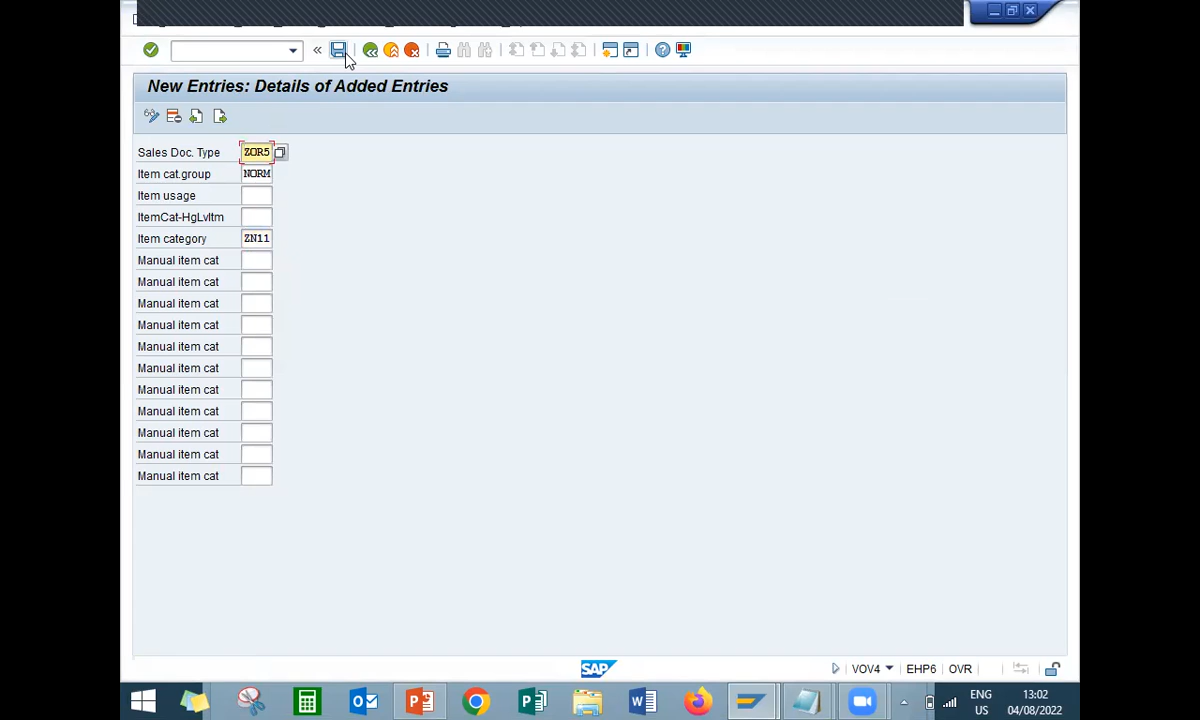 New Entries: Details of Added Entries
Sales Doc. Type ZOR5
Item cat.group NORM
Item usage
ItemCat-HgLvItm
Item category ZN11
Manual item cat
Manual item cat
Manual item cat
Manual item cat
Manual item cat
Manual item cat
Manual item cat
Manual item cat
Manual item cat
Manual item cat
Manual item cat
SAP
VOV4 EHP6 OVR
ENG 13:02
US 04/08/2022